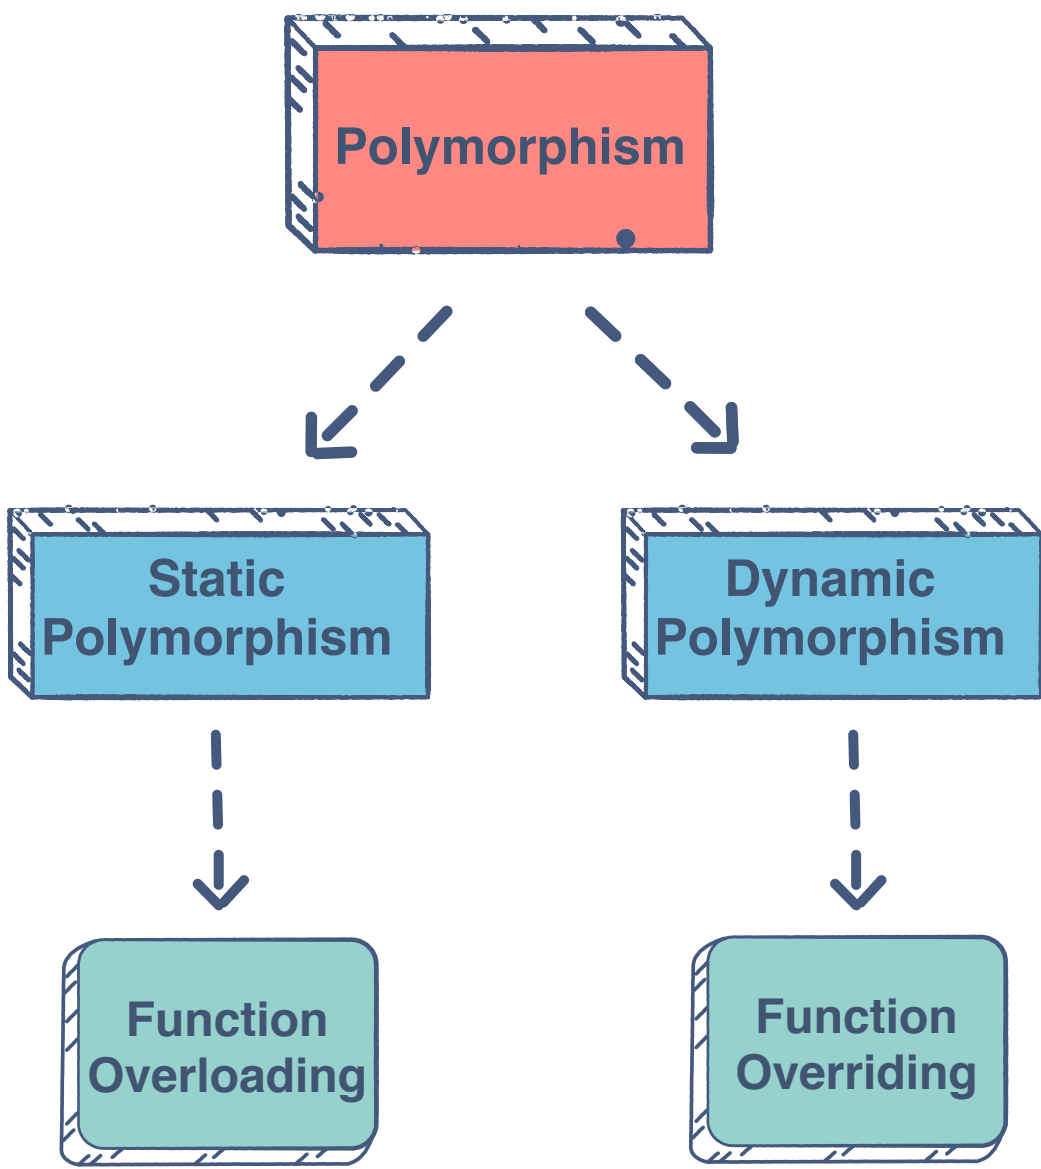 Polymorphism
Static
Polymorphism
Dynamic
Polymorphism
Function
Overloading
Function
Overriding